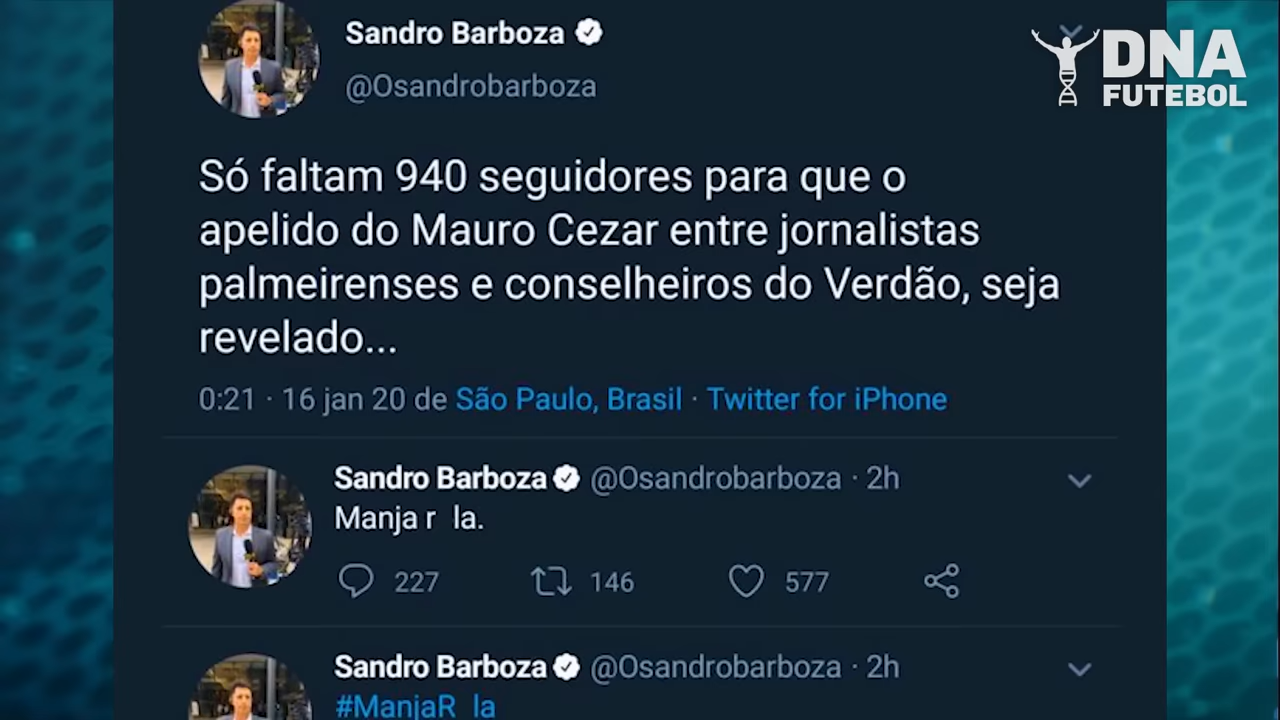 Sandro Barboza
@Osandrobarboza
DNA
FUTEBOL
Só faltam 940 seguidores para que o
apelido do Mauro Cezar entre jornalistas
palmeirenses e conselheiros do Verdão, seja
revelado...
0:21 · 16 jan 20 de São Paulo, Brasil · Twitter for iPhone
Sandro Barboza @Osandrobarboza · 2h
Manja r la.
227 146 577
Sandro Barboza @Osandrobarboza · 2h
#ManjaR la